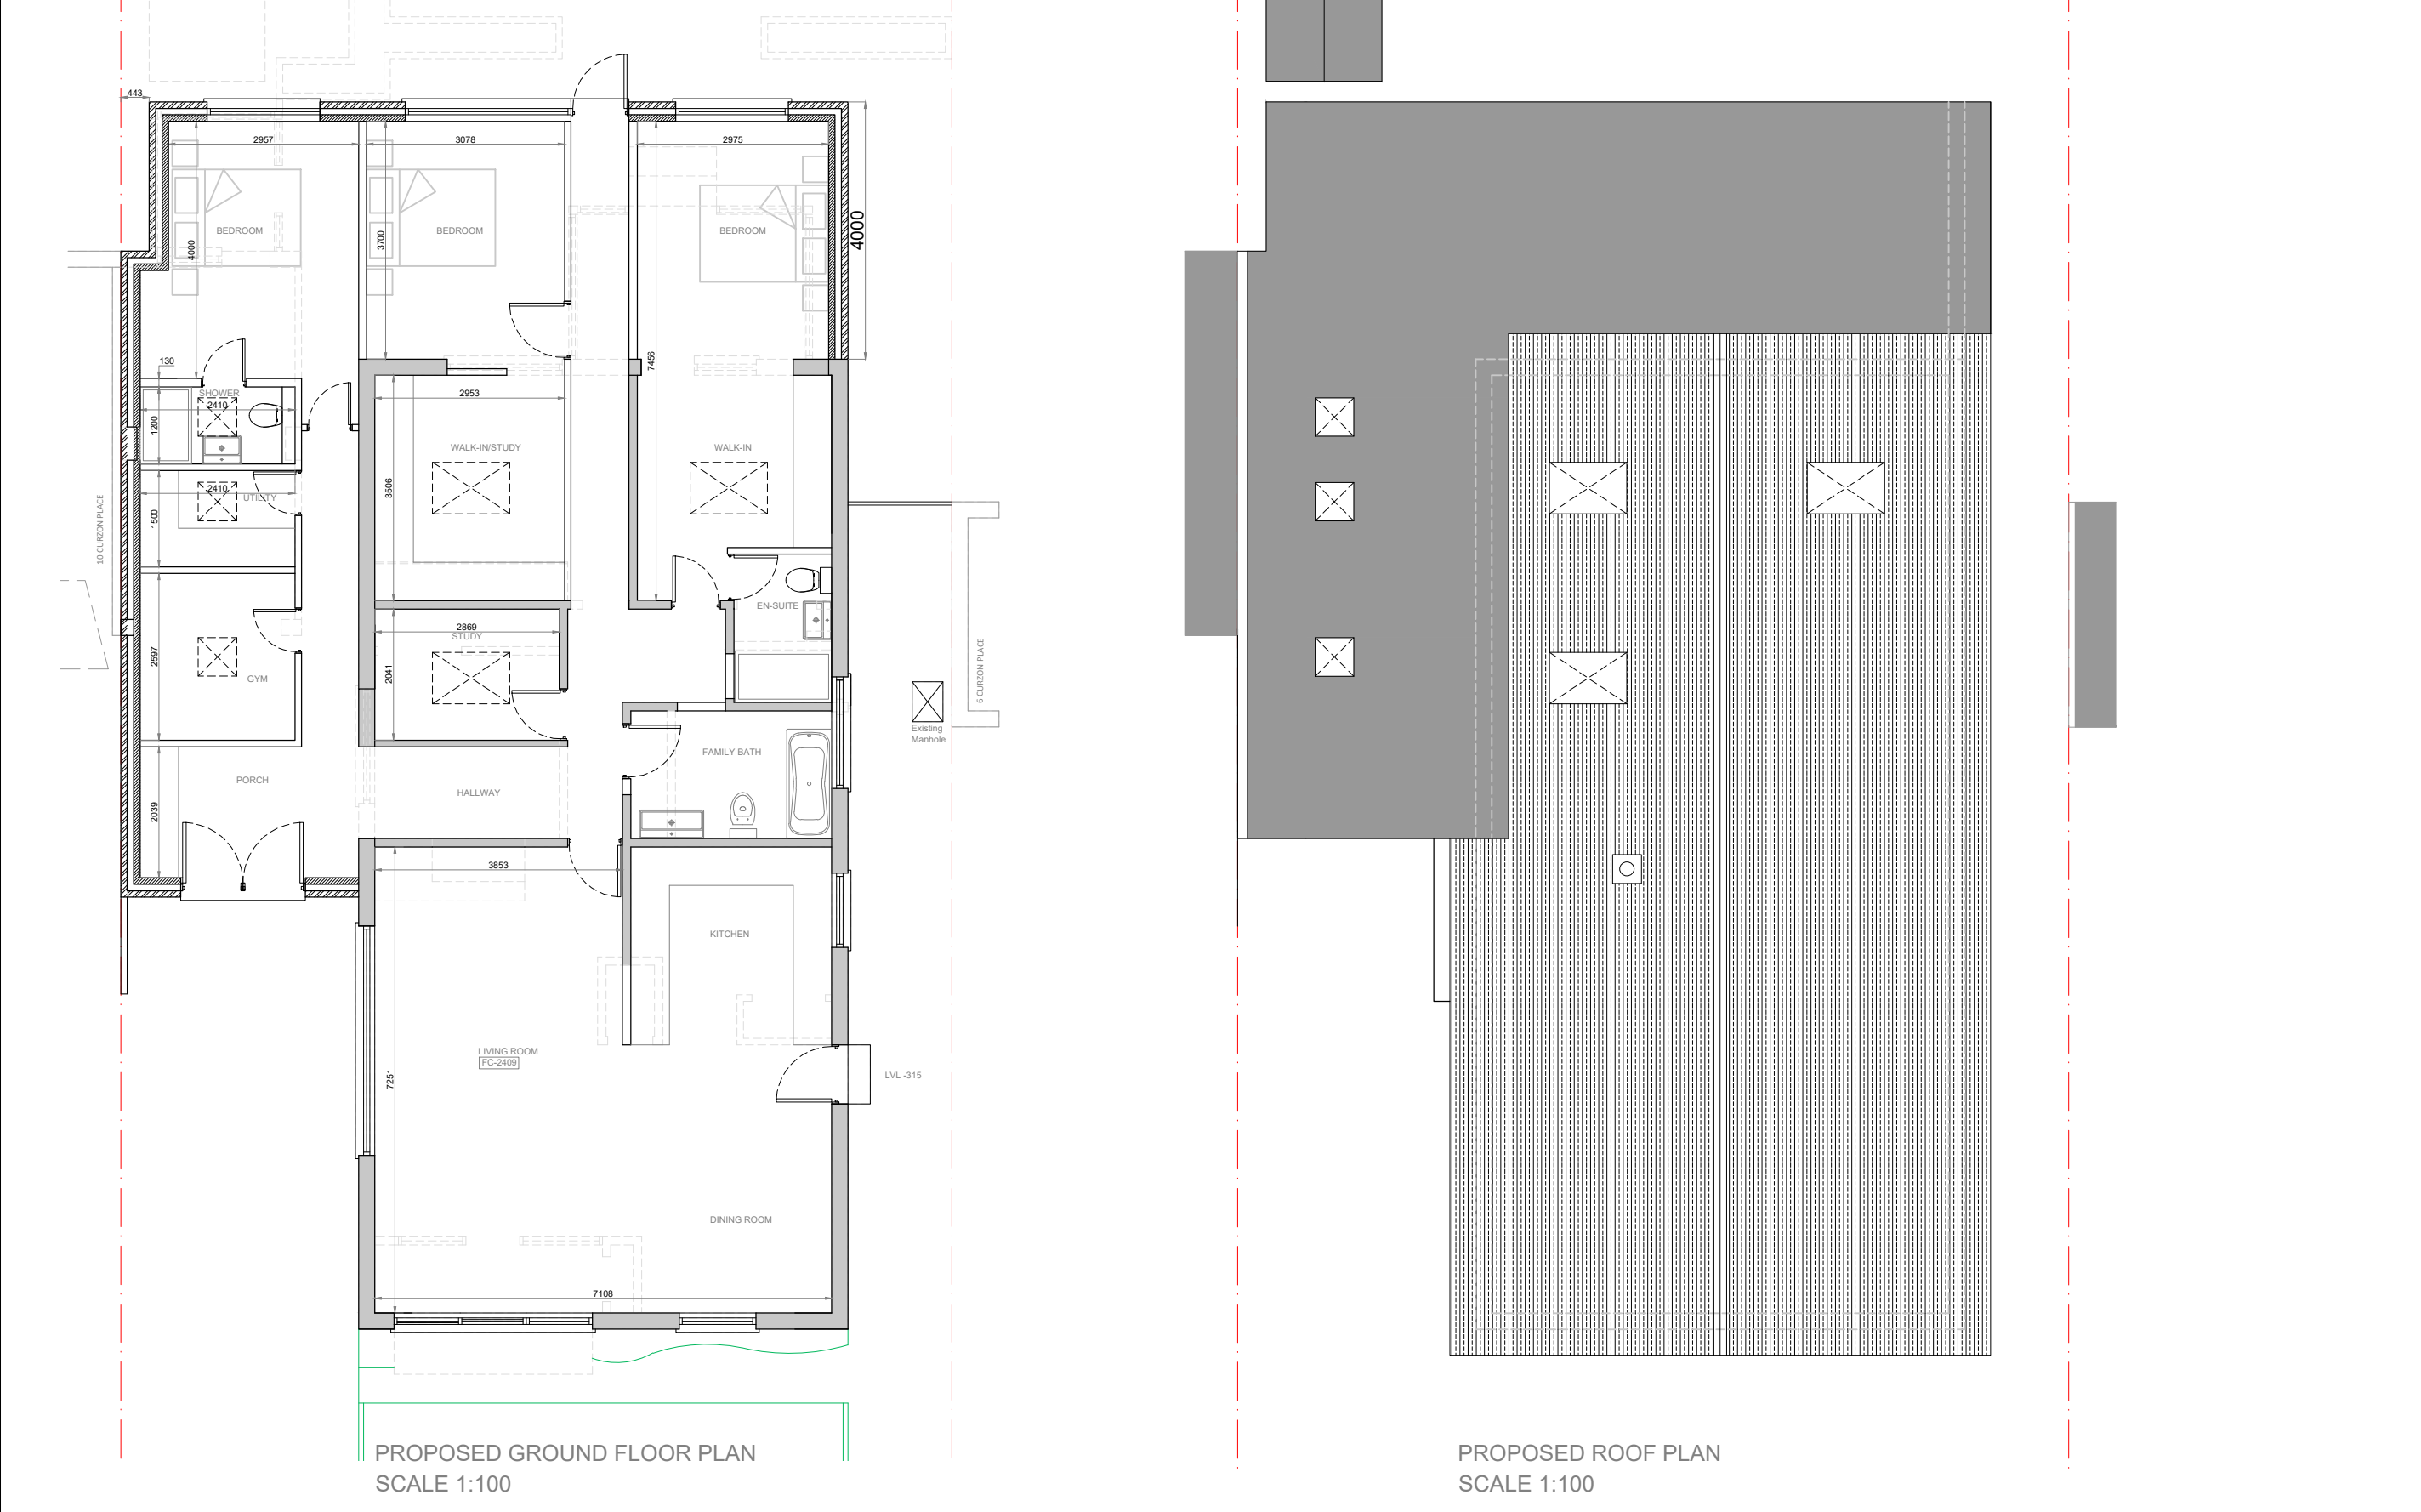 443
2957
3078
2975
BEDROOM
BEDROOM
BEDROOM
4000
3700
4000
7456
130
SHOWER
2410
1200
2953
WALK-IN/STUDY
WALK-IN
2410
UTILITY
1500
3506
10 CURZON PLACE
EN-SUITE
2869
STUDY
2041
2597
GYM
6 CURZON PLACE
Existing
Manhole
FAMILY BATH
PORCH
HALLWAY
2039
3853
KITCHEN
LIVING ROOM
FC-2409
7251
LVL -315
DINING ROOM
7108
PROPOSED GROUND FLOOR PLAN
SCALE 1:100
PROPOSED ROOF PLAN
SCALE 1:100